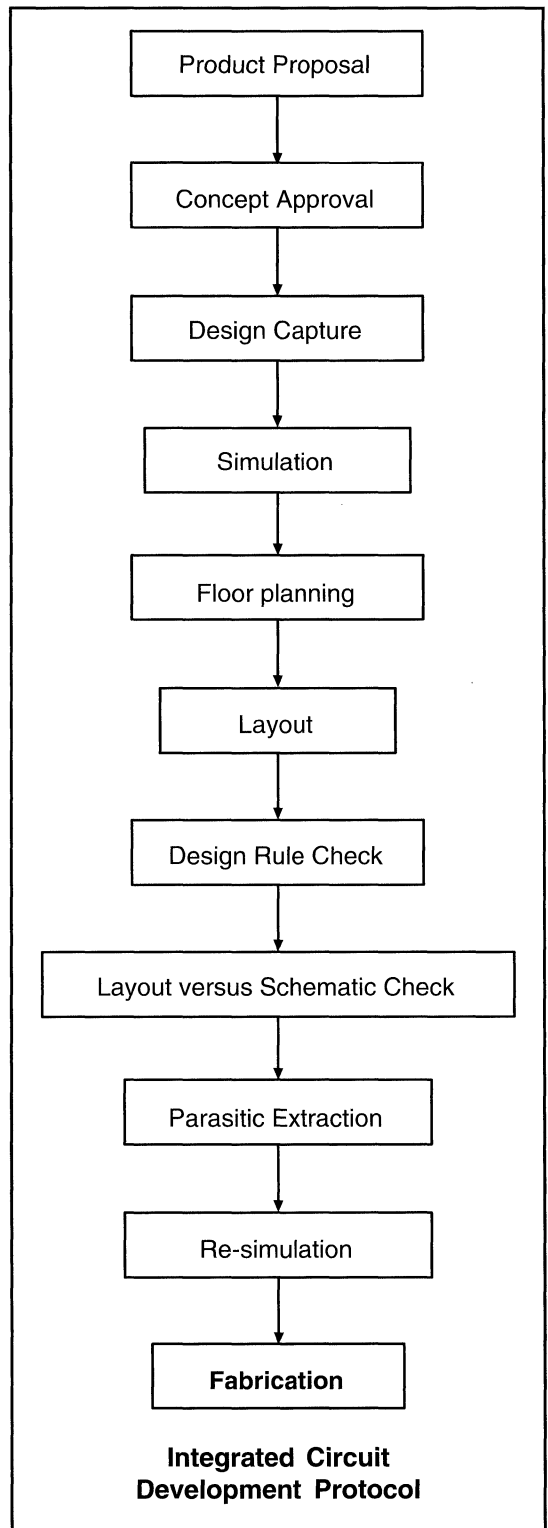 Product Proposal
Concept Approval
Design Capture
Simulation
Floor planning
Layout
Design Rule Check
Layout versus Schematic Check
Parasitic Extraction
Re-simulation
Fabrication
Integrated Circuit
Development Protocol